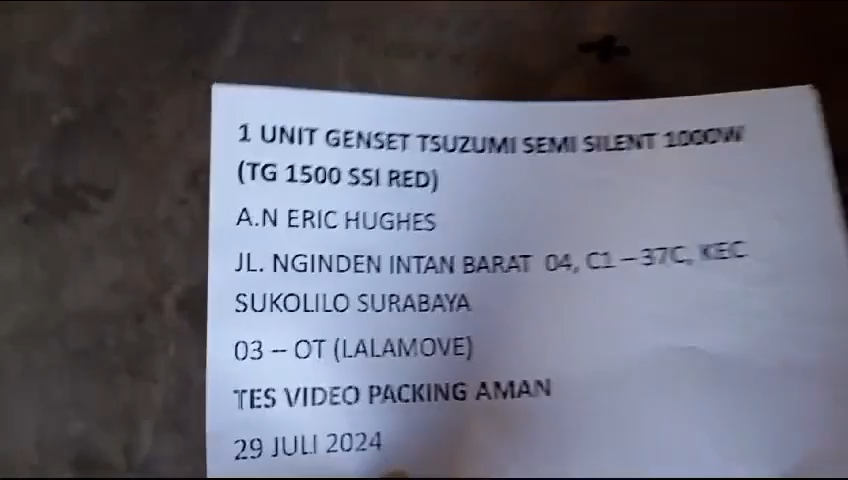 1 UNIT GENSET TSUZUMI SEMI SILENT 1000W
(TG 1500 SSI RED)
A.N ERIC HUGHES
JL. NGINDEN INTAN BARAT 04, C1 – 37C, KEC
SUKOLILO SURABAYA
03 – OT (LALAMOVE)
TES VIDEO PACKING AMAN
29 JULI 2024